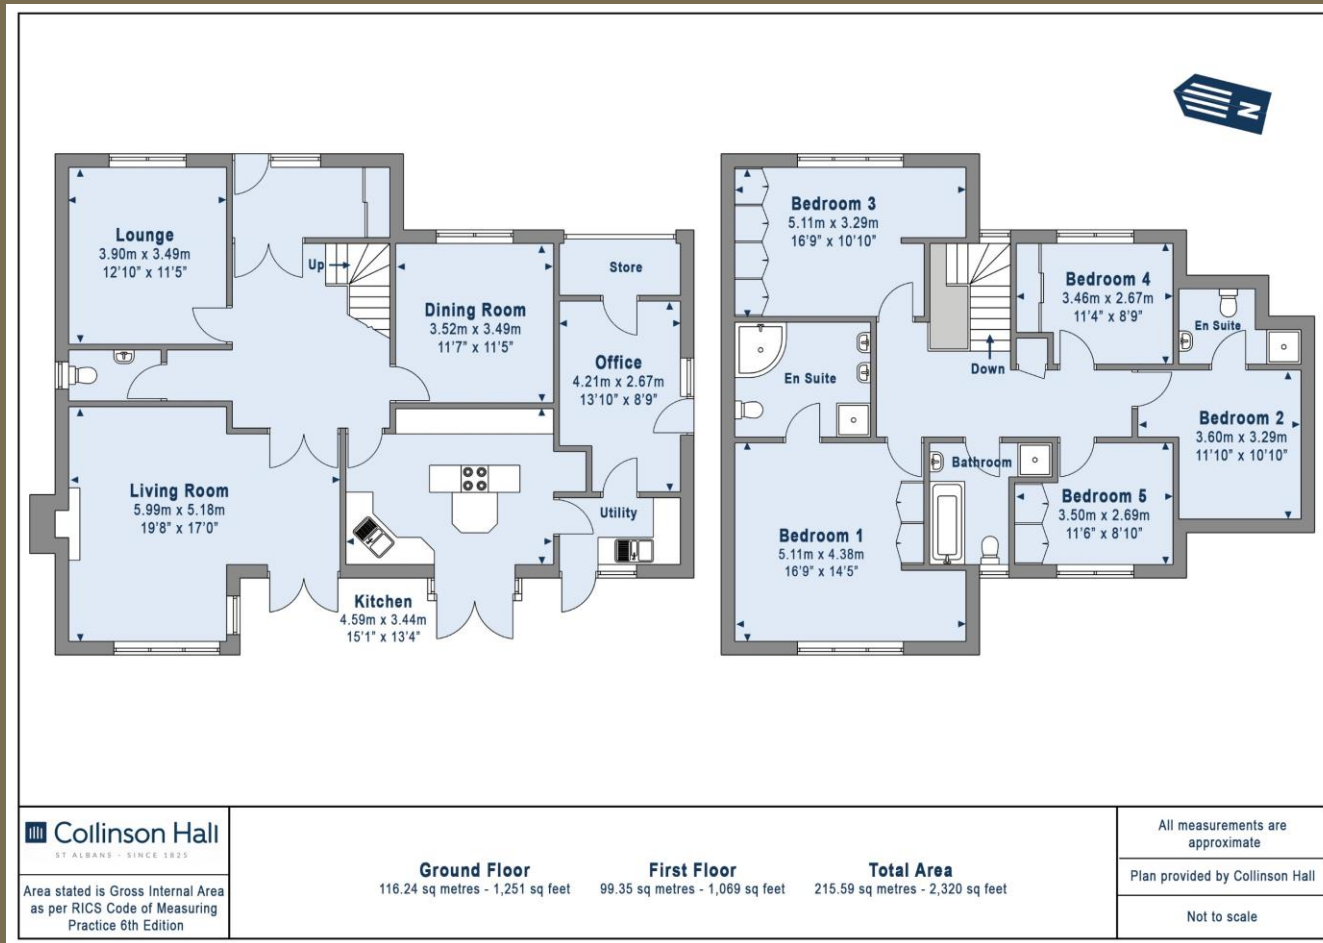 N
Lounge
3.90m x 3.49m
12'10" x 11'5"
Up
Dining Room
3.52m x 3.49m
11'7" x 11'5"
Store
Office
4.21m x 2.67m
13'10" x 8'9"
Living Room
5.99m x 5.18m
19'8" x 17'0"
Utility
Kitchen
4.59m x 3.44m
15'1" x 13'4"
Bedroom 3
5.11m x 3.29m
16'9" x 10'10"
Bedroom 4
3.46m x 2.67m
11'4" x 8'9"
En Suite
En Suite
Down
Bedroom 2
3.60m x 3.29m
11'10" x 10'10"
Bathroom
Bedroom 5
3.50m x 2.69m
11'6" x 8'10"
Bedroom 1
5.11m x 4.38m
16'9" x 14'5"
Collinson Hall
ST ALBANS - SINCE 1825
Area stated is Gross Internal Area
as per RICS Code of Measuring
Practice 6th Edition
Ground Floor
116.24 sq metres - 1,251 sq feet
First Floor
99.35 sq metres - 1,069 sq feet
Total Area
215.59 sq metres - 2,320 sq feet
All measurements are
approximate
Plan provided by Collinson Hall
Not to scale